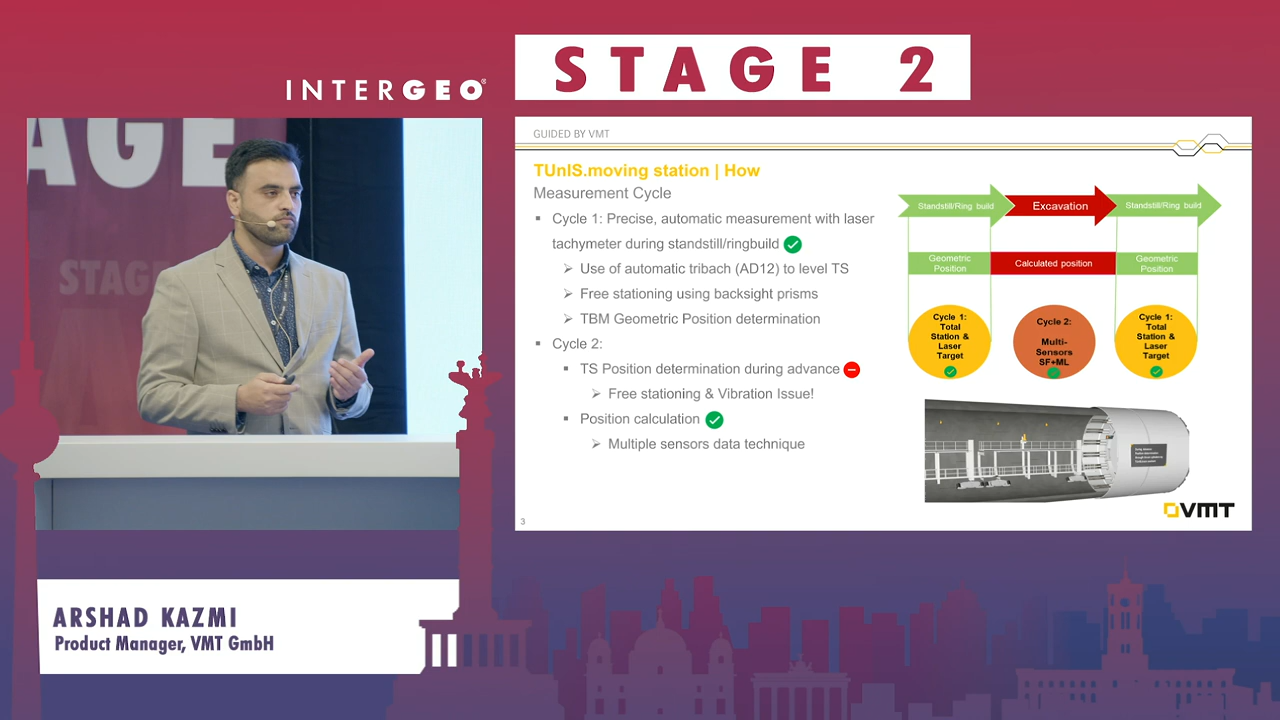 INTERGEO®
STAGE 2
AGE
STAGE
ARSHAD KAZMI
Product Manager, VMT GmbH
GUIDED BY VMT
TUnIS.moving station | How
Measurement Cycle
Cycle 1: Precise, automatic measurement with laser
tachymeter during standstill/ringbuild
Use of automatic tribach (AD12) to level TS
Free stationing using backsight prisms
TBM Geometric Position determination
Cycle 2:
TS Position determination during advance
Free stationing & Vibration Issue!
Position calculation
Multiple sensors data technique
3
Standstill/Ring build
Excavation
Standstill/Ring build
Geometric
Position
Calculated position
Geometric
Position
Cycle 1:
Total
Station &
Laser
Target
Cycle 2:
Multi-
Sensors
SF+ML
Cycle 1:
Total
Station &
Laser
Target
VMT